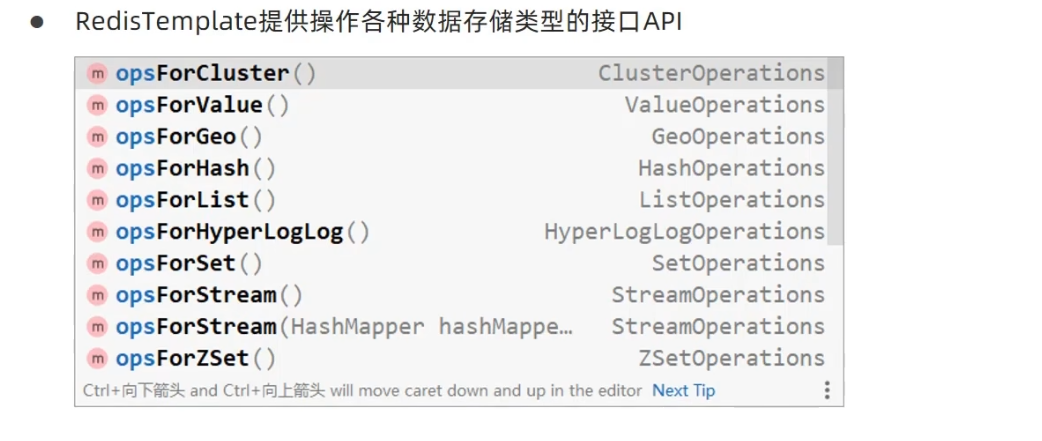 ● RedisTemplate提供操作各种数据存储类型的接口API
m opsForCluster() ClusterOperations
m opsForValue() ValueOperations
m opsForGeo() GeoOperations
m opsForHash() HashOperations
m opsForList() ListOperations
m opsForHyperLogLog() HyperLogLogOperations
m opsForSet() SetOperations
m opsForStream() StreamOperations
m opsForStream(HashMapper hashMappe… StreamOperations
m opsForZSet() ZSetOperations
Ctrl+向下箭头 and Ctrl+向上箭头 will move caret down and up in the editor Next Tip